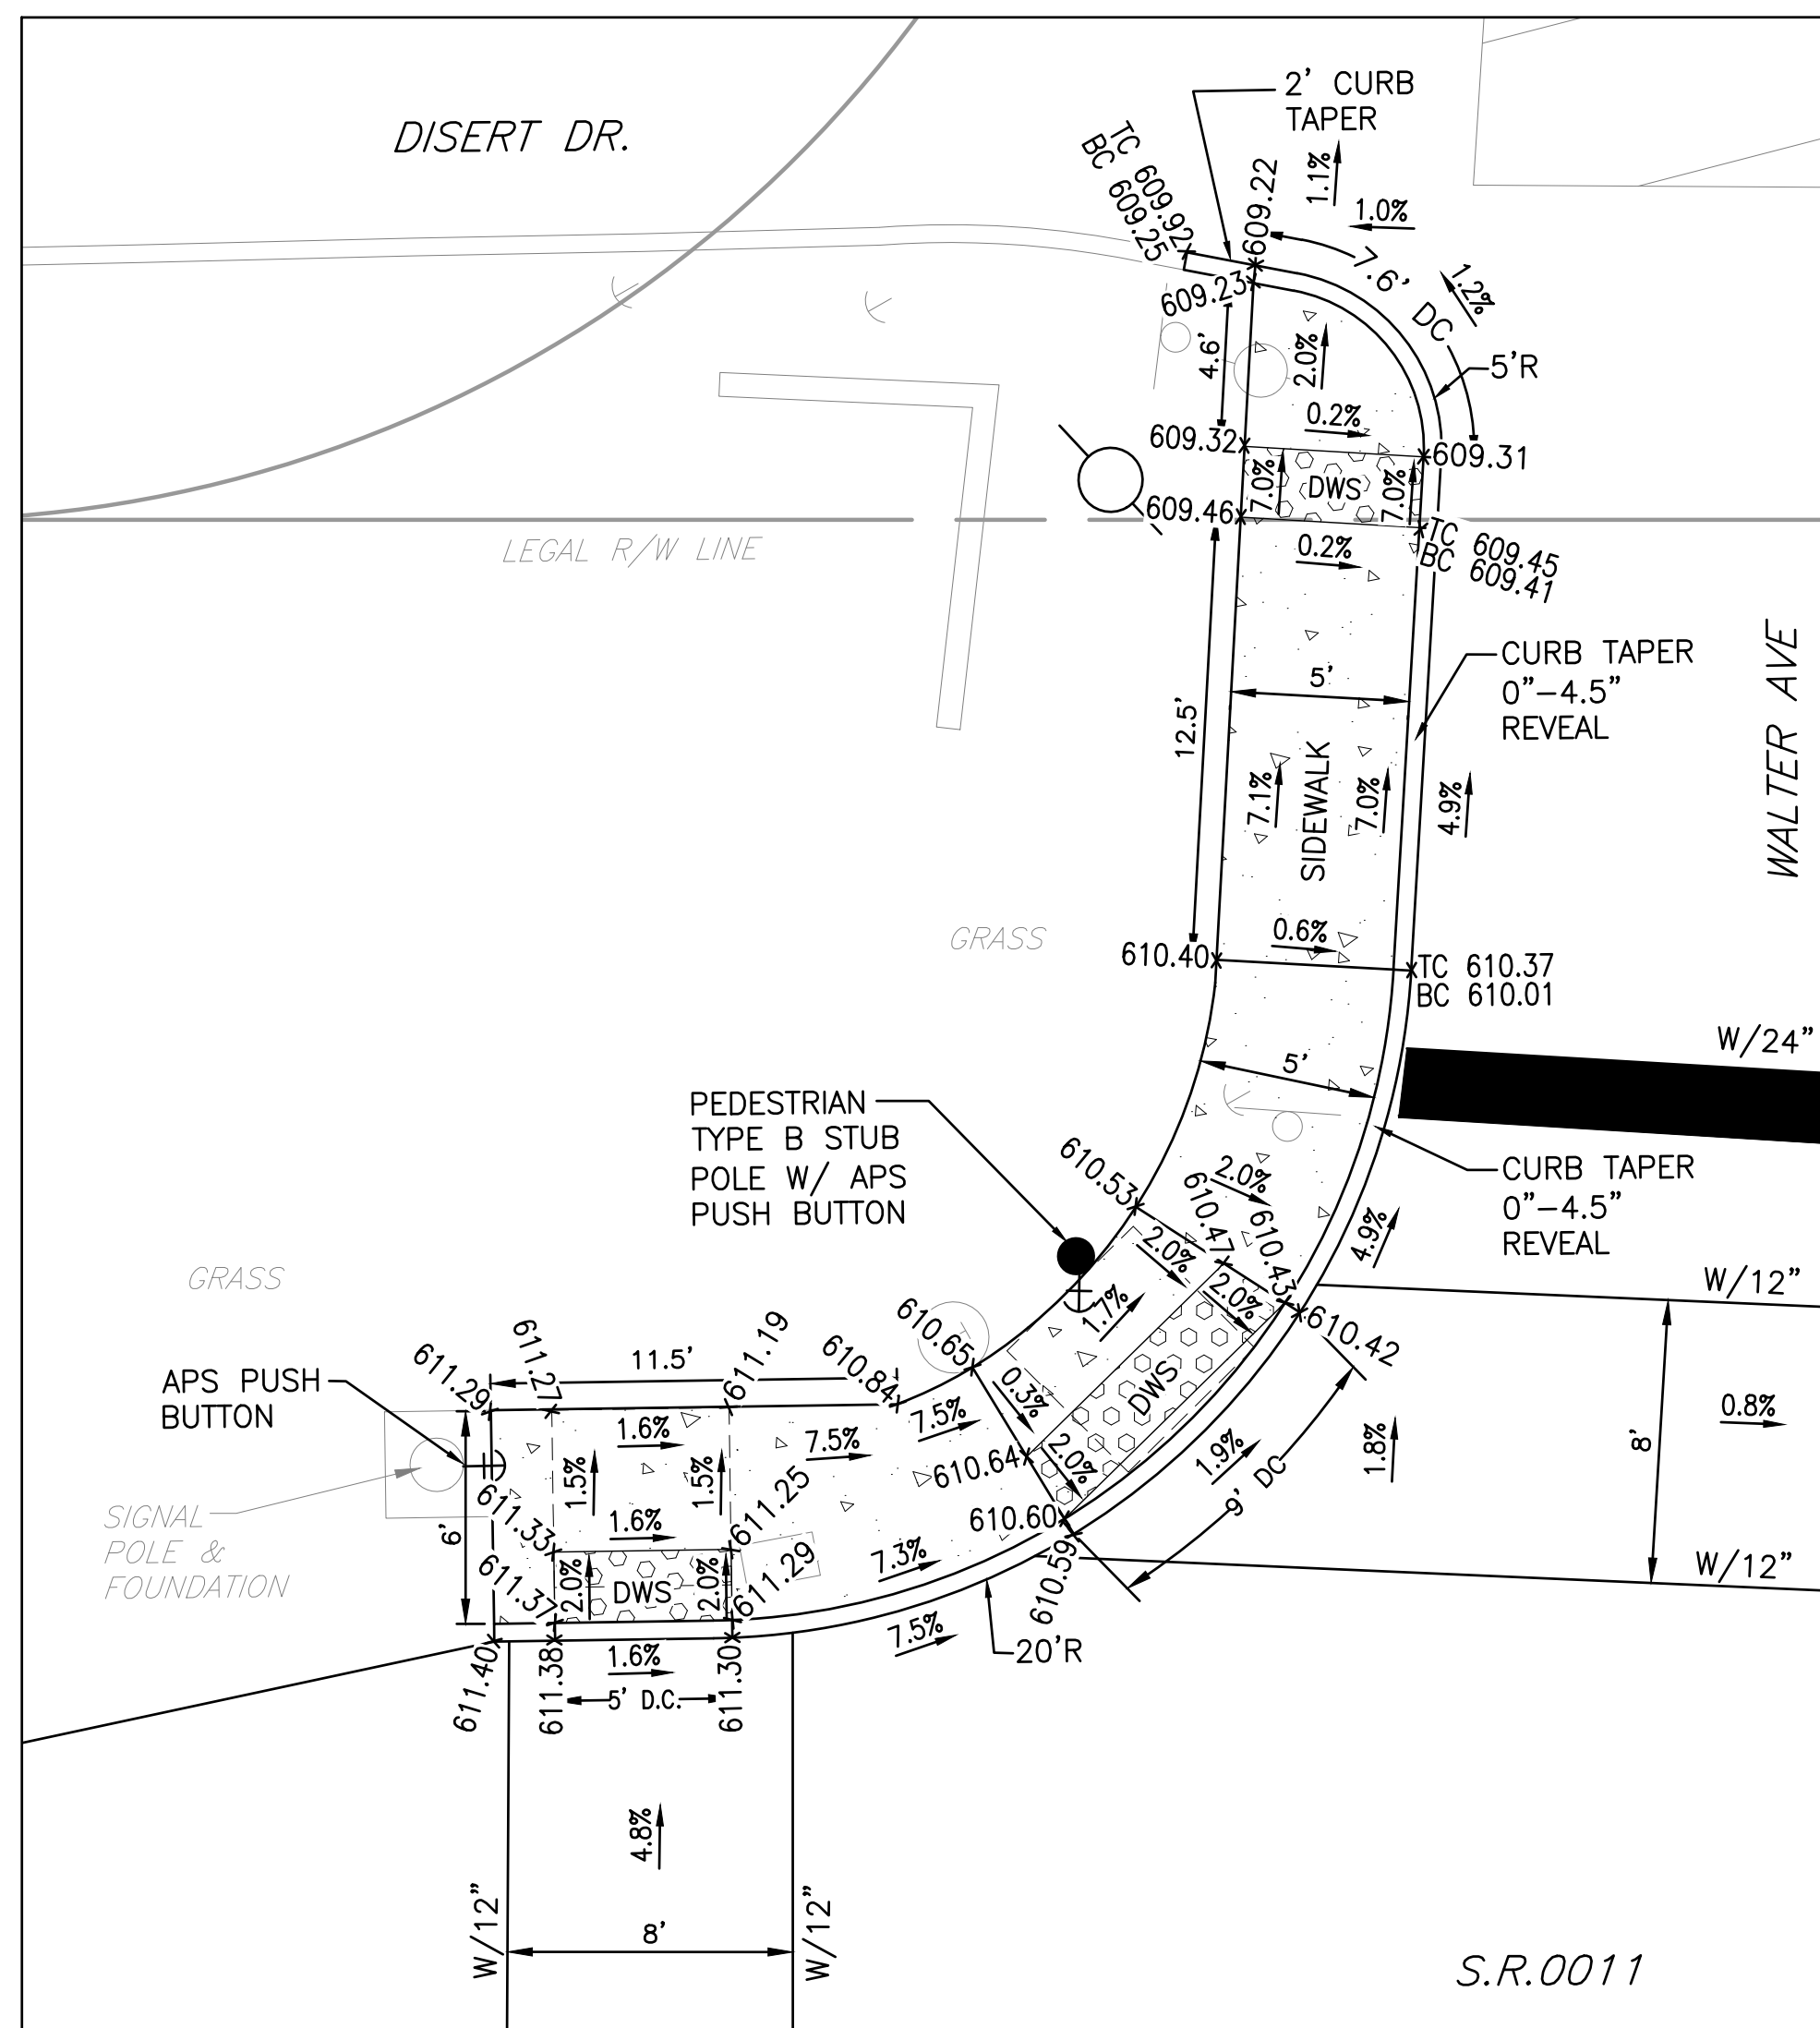 DISERT DR.
2' CURB
TAPER
TC 609.92
BC 609.25
609.22
1.1%
1.0%
7.6' DC
1.2%
609.23
4.6'
2.0%
5'R
0.2%
609.32
609.31
7.0%
DWS
7.0%
609.46
TC 609.45
BC 609.41
LEGAL R/W LINE
0.2%
CURB TAPER
0"-4.5"
REVEAL
WALTER AVE
5'
12.5'
7.1%
SIDEWALK
7.0%
4.9%
GRASS
0.6%
610.40
TC 610.37
BC 610.01
W/24"
5'
PEDESTRIAN
TYPE B STUB
POLE W/ APS
PUSH BUTTON
CURB TAPER
0"-4.5"
REVEAL
610.53
2.0%
610.47
610.43
4.9%
2.0%
2.0%
1.7%
610.42
W/12"
GRASS
610.65
0.3%
DWS
2.0%
610.64
610.60
610.59
1.9%
9' DC
1.8%
8'
0.8%
W/12"
APS PUSH
BUTTON
611.29
611.27
11.5'
611.19
610.84
7.5%
7.5%
1.6%
1.5%
1.5%
611.25
611.33
1.6%
6'
SIGNAL
POLE &
FOUNDATION
611.37
2.0%
DWS
2.0%
611.29
7.3%
7.5%
20'R
611.40
611.38
1.6%
5' D.C.
611.30
4.8%
W/12"
8'
W/12"
S.R.0011